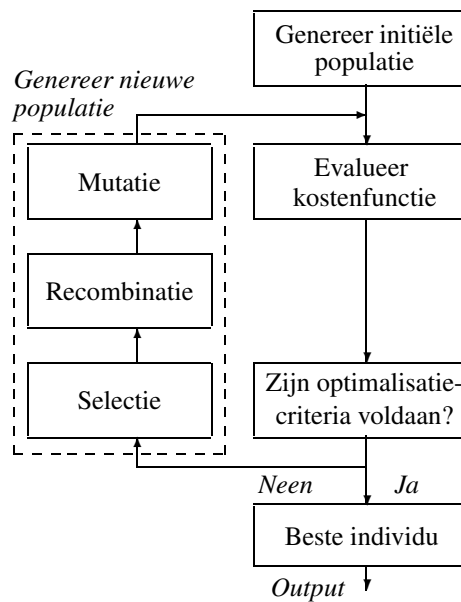 Genereer initiële
populatie
Genereer nieuwe
populatie
Mutatie
Evalueer
kostenfunctie
Recombinatie
Selectie
Zijn optimalisatie-
criteria voldaan?
Neen
Ja
Beste individu
Output